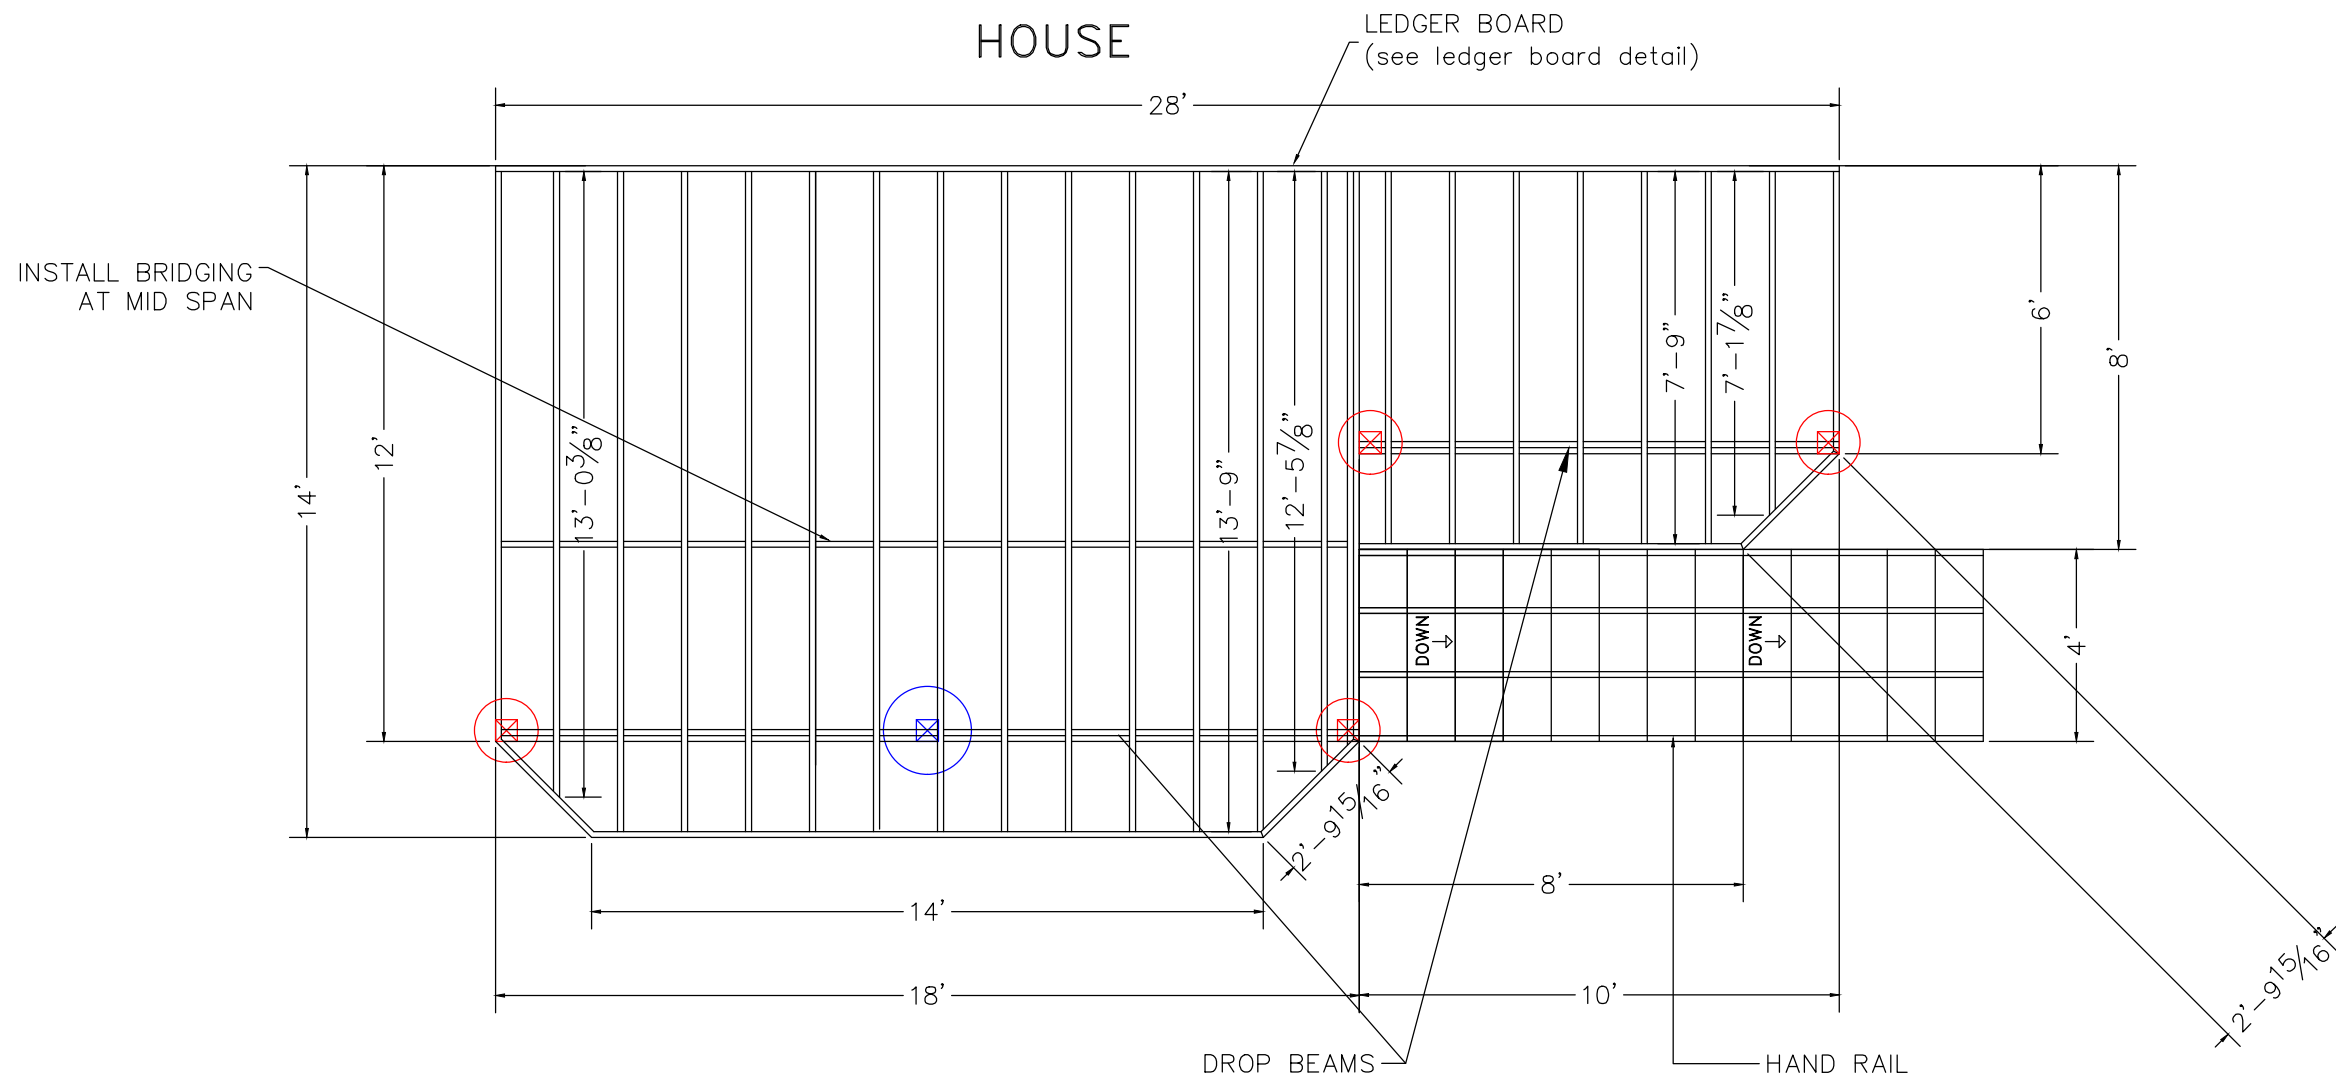 HOUSE
LEDGER BOARD
(see ledger board detail)
28'
INSTALL BRIDGING
AT MID SPAN
14'
12'
13'-0 3/8"
13'-9"
12'-5 7/8"
7'-9"
7'-1 7/8"
6'
8'
4'
DOWN
DOWN
2'-9 15/16"
2'-9 15/16"
8'
14'
18'
10'
DROP BEAMS
HAND RAIL